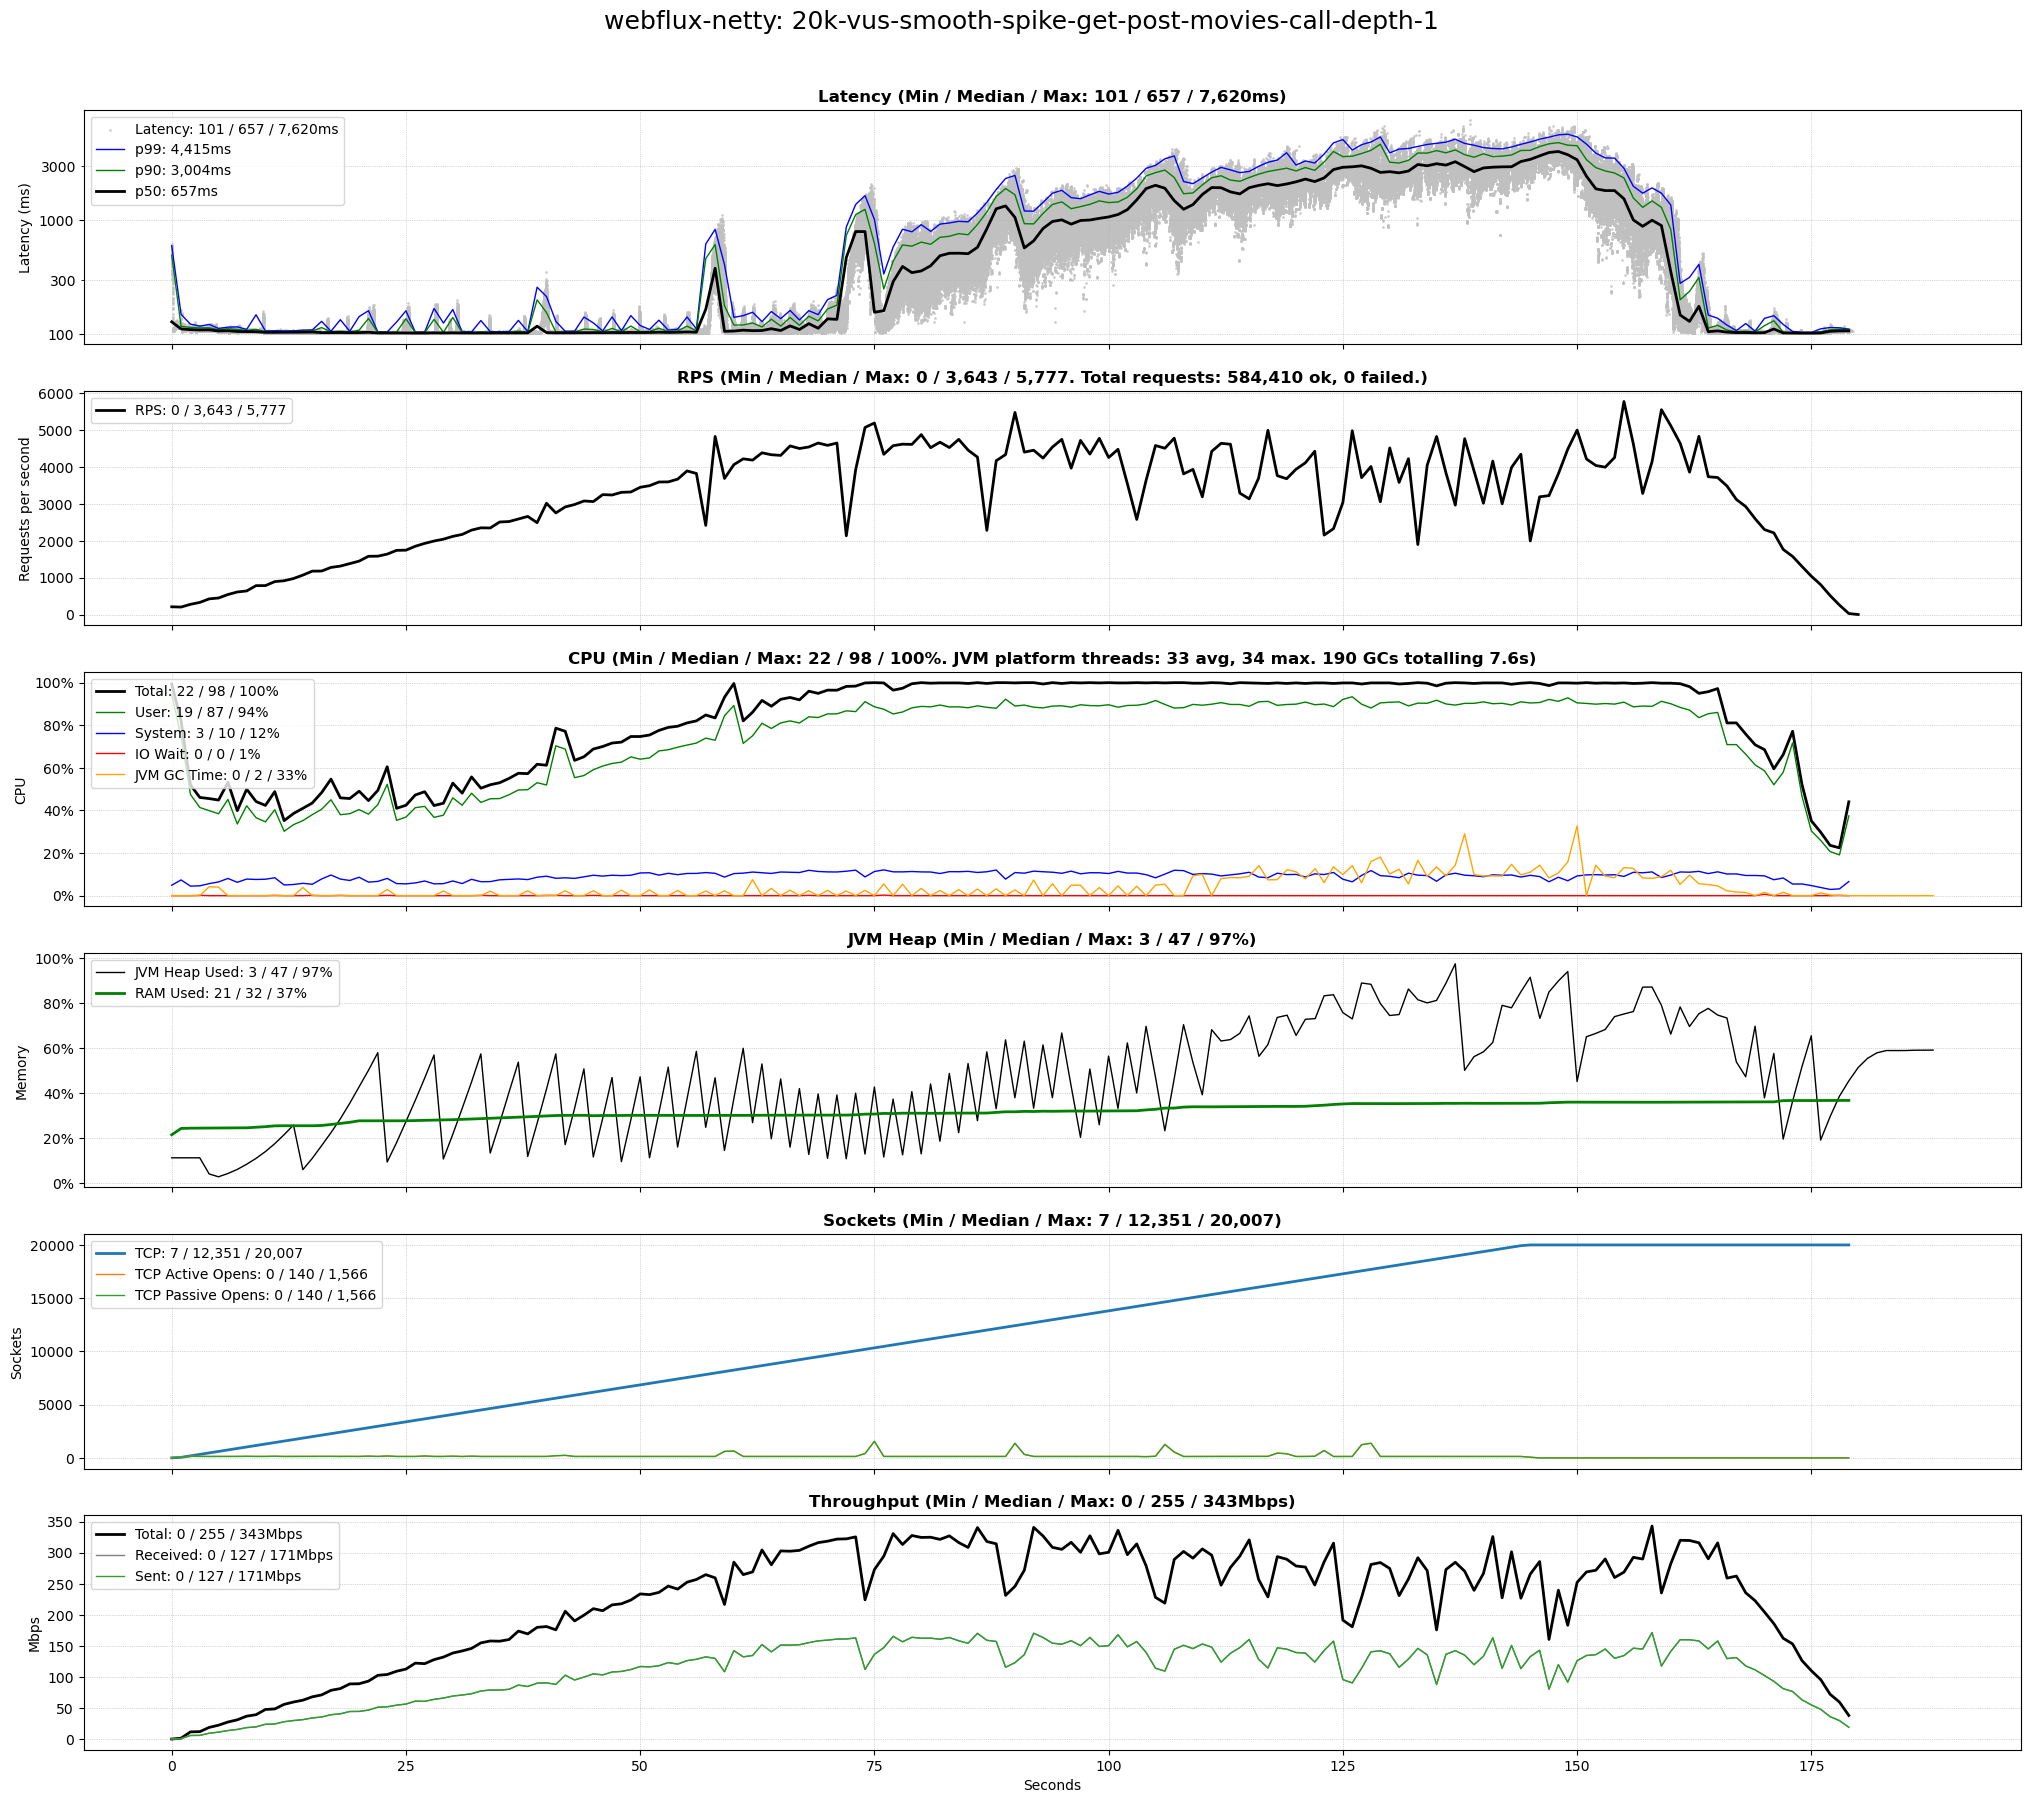 webflux-netty: 20k-vus-smooth-spike-get-post-movies-call-depth-1
Latency (Min / Median / Max: 101 / 657 / 7,620ms)
Latency: 101 / 657 / 7,620ms
p99: 4,415ms
p90: 3,004ms
p50: 657ms
3000
1000
300
100
Latency (ms)
RPS (Min / Median / Max: 0 / 3,643 / 5,777. Total requests: 584,410 ok, 0 failed.)
RPS: 0 / 3,643 / 5,777
6000
5000
4000
3000
2000
1000
0
Requests per second
CPU (Min / Median / Max: 22 / 98 / 100%. JVM platform threads: 33 avg, 34 max. 190 GCs totalling 7.6s)
Total: 22 / 98 / 100%
User: 19 / 87 / 94%
System: 3 / 10 / 12%
IO Wait: 0 / 0 / 1%
JVM GC Time: 0 / 2 / 33%
100%
80%
60%
40%
20%
0%
CPU
JVM Heap (Min / Median / Max: 3 / 47 / 97%)
JVM Heap Used: 3 / 47 / 97%
RAM Used: 21 / 32 / 37%
100%
80%
60%
40%
20%
0%
Memory
Sockets (Min / Median / Max: 7 / 12,351 / 20,007)
TCP: 7 / 12,351 / 20,007
TCP Active Opens: 0 / 140 / 1,566
TCP Passive Opens: 0 / 140 / 1,566
20000
15000
10000
5000
0
Sockets
Throughput (Min / Median / Max: 0 / 255 / 343Mbps)
Total: 0 / 255 / 343Mbps
Received: 0 / 127 / 171Mbps
Sent: 0 / 127 / 171Mbps
350
300
250
200
150
100
50
0
Mbps
0 25 50 75 100 125 150 175
Seconds